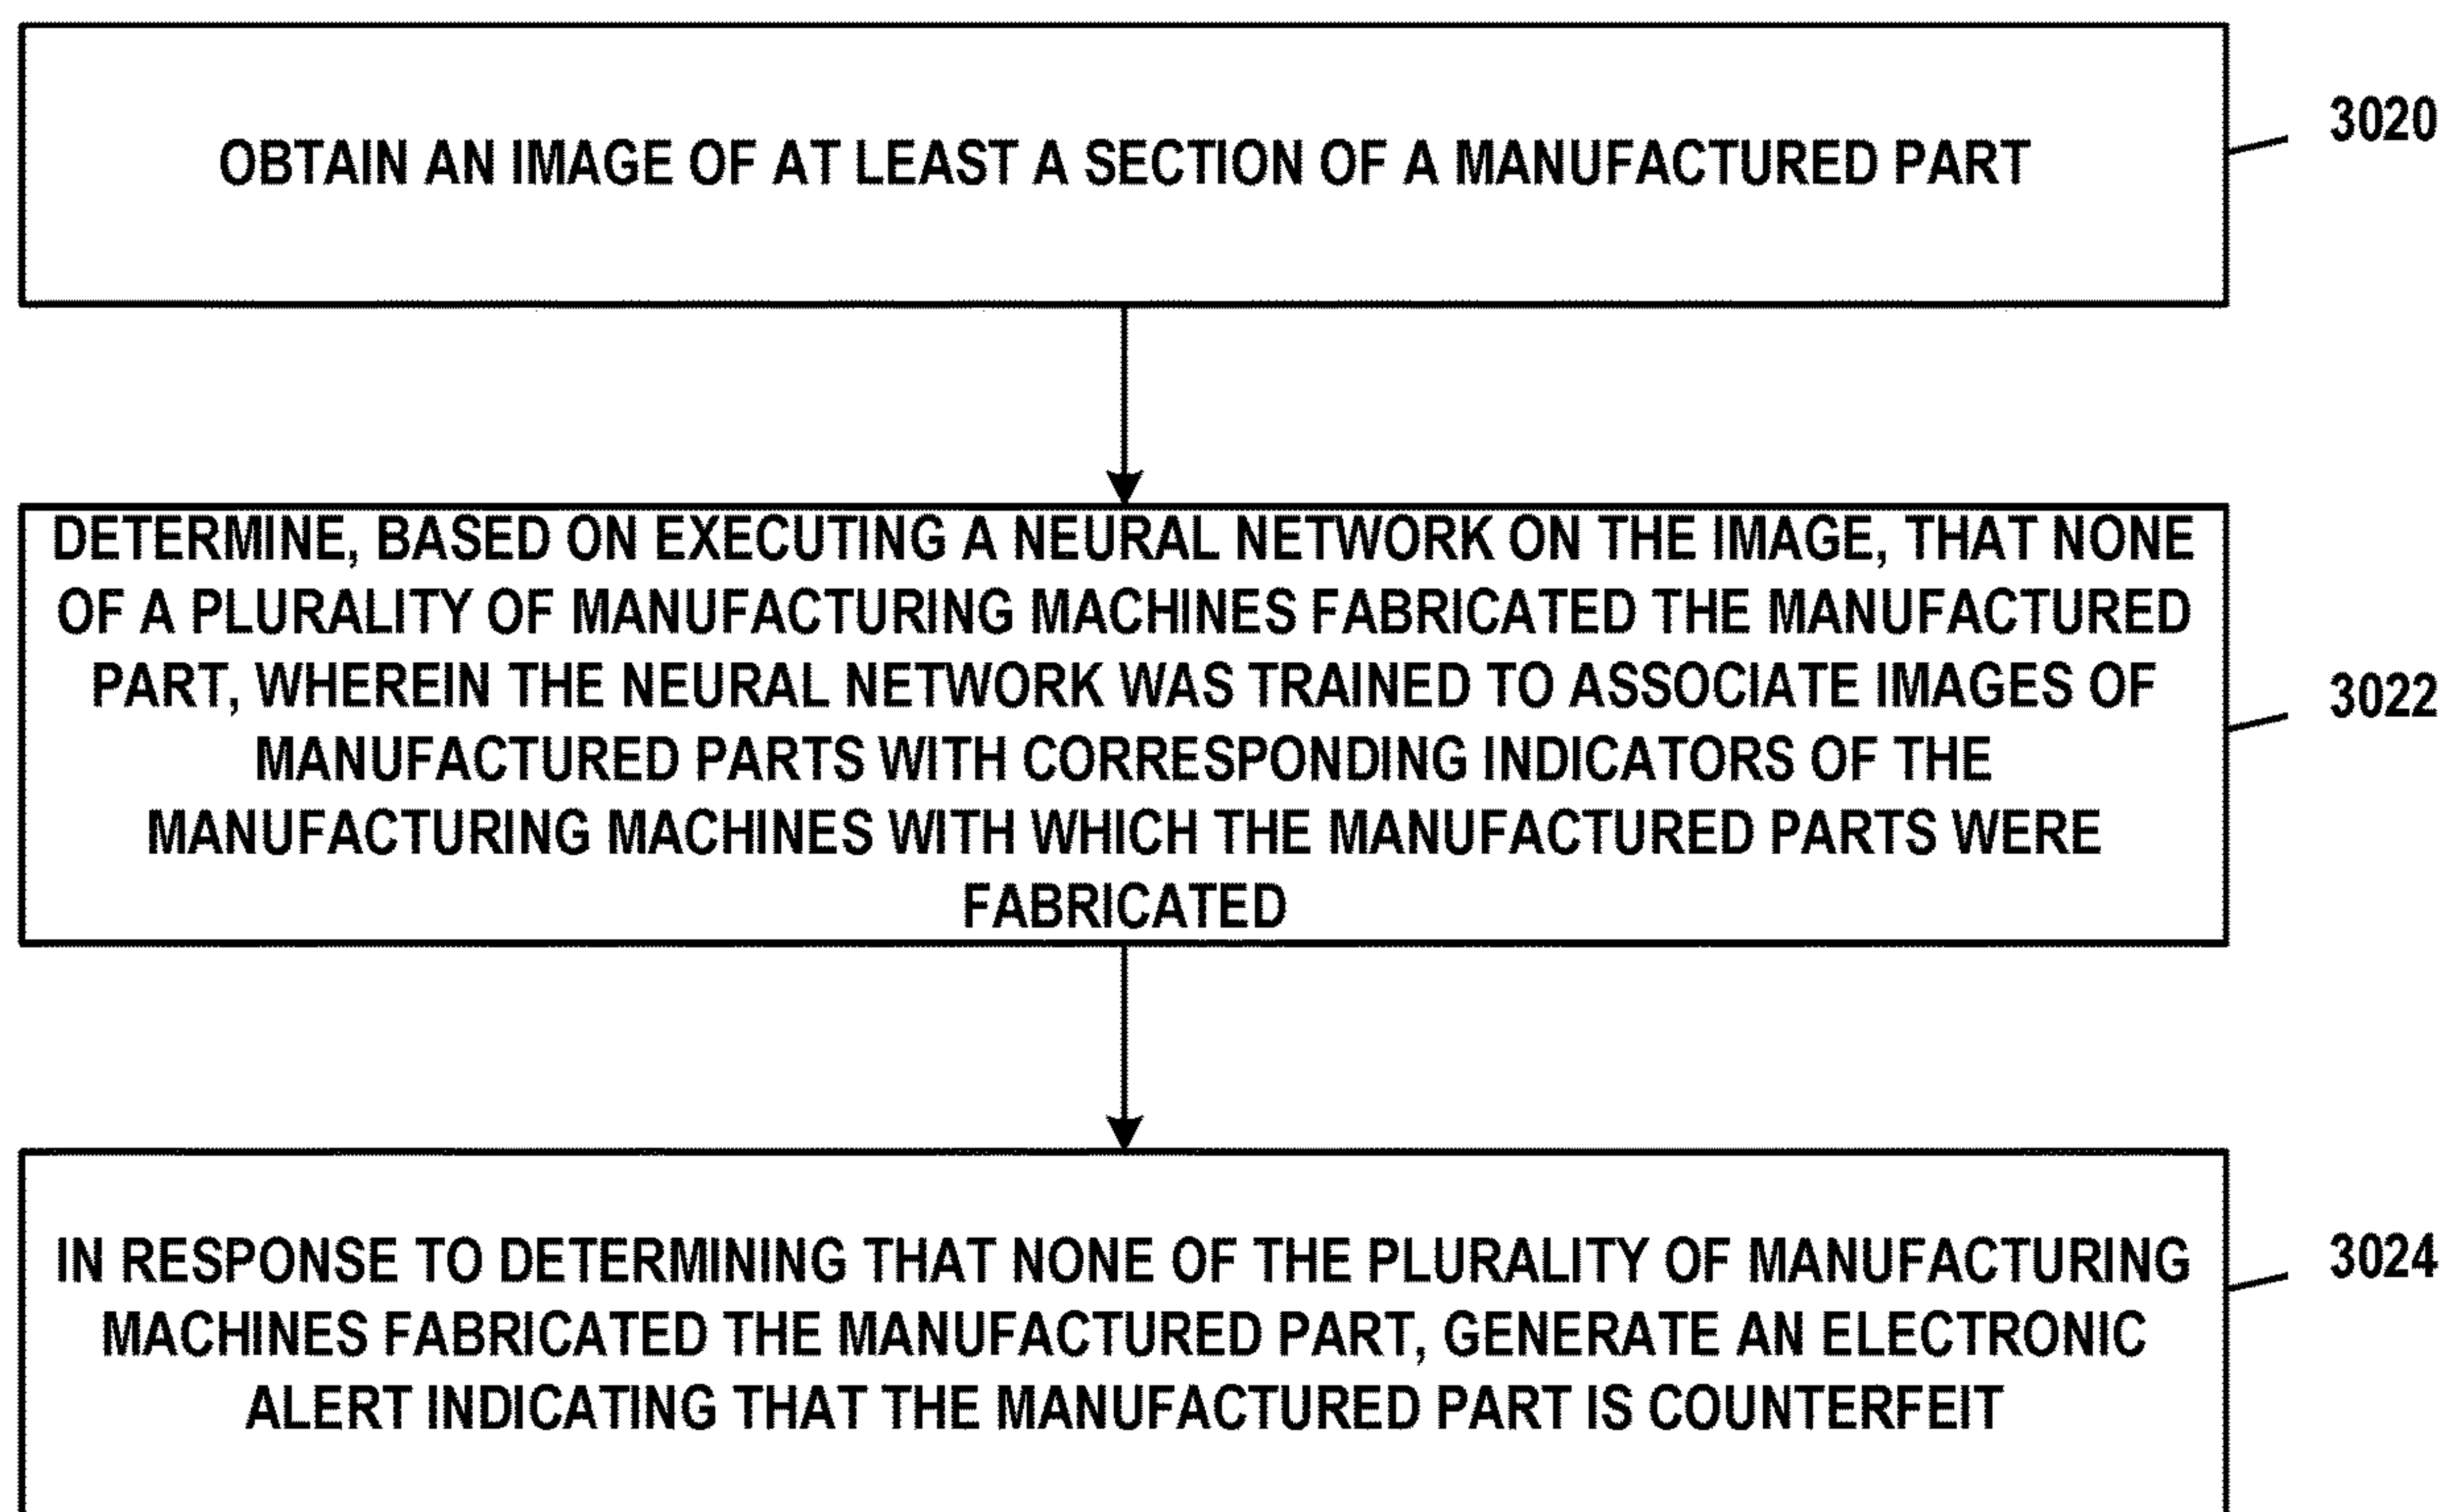 OBTAIN AN IMAGE OF AT LEAST A SECTION OF A MANUFACTURED PART
3020
DETERMINE, BASED ON EXECUTING A NEURAL NETWORK ON THE IMAGE, THAT NONE
OF A PLURALITY OF MANUFACTURING MACHINES FABRICATED THE MANUFACTURED
PART, WHEREIN THE NEURAL NETWORK WAS TRAINED TO ASSOCIATE IMAGES OF
MANUFACTURED PARTS WITH CORRESPONDING INDICATORS OF THE
MANUFACTURING MACHINES WITH WHICH THE MANUFACTURED PARTS WERE
FABRICATED
3022
IN RESPONSE TO DETERMINING THAT NONE OF THE PLURALITY OF MANUFACTURING
MACHINES FABRICATED THE MANUFACTURED PART, GENERATE AN ELECTRONIC
ALERT INDICATING THAT THE MANUFACTURED PART IS COUNTERFEIT
3024